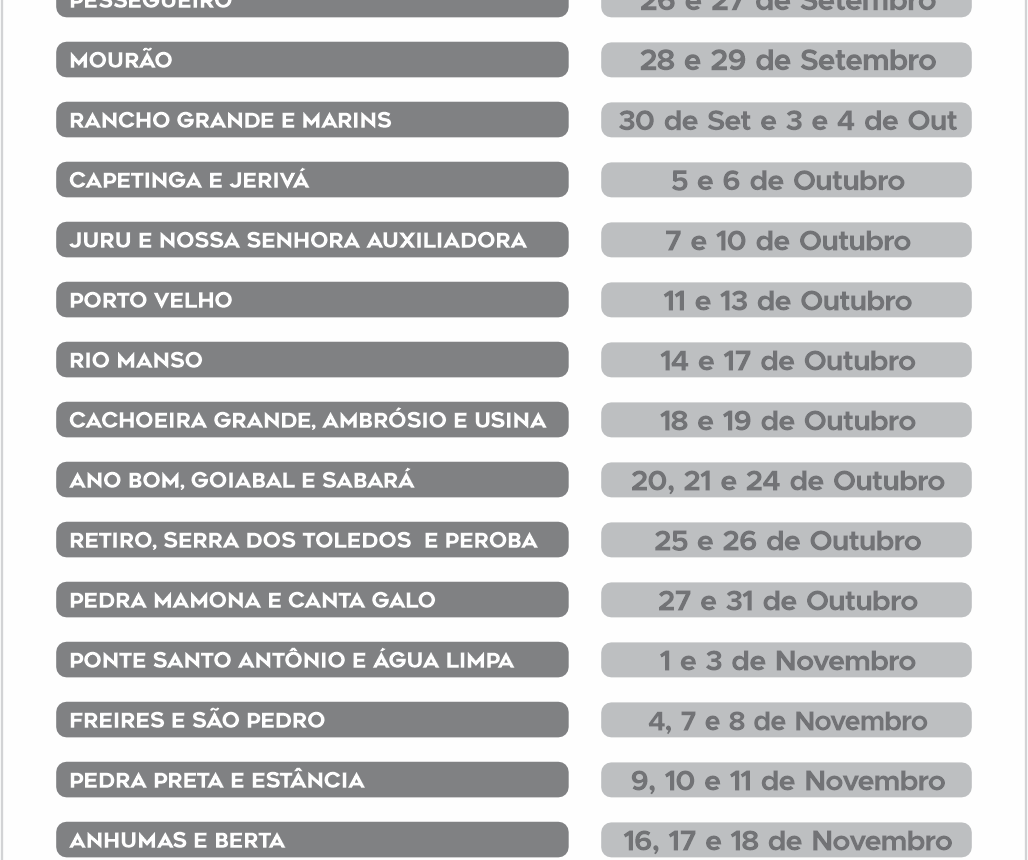 PESSEGUEIRO 26 e 27 de Setembro
MOURÃO 28 e 29 de Setembro
RANCHO GRANDE E MARINS 30 de Set e 3 e 4 de Out
CAPETINGA E JERIVÁ 5 e 6 de Outubro
JURU E NOSSA SENHORA AUXILIADORA 7 e 10 de Outubro
PORTO VELHO 11 e 13 de Outubro
RIO MANSO 14 e 17 de Outubro
CACHOEIRA GRANDE, AMBRÓSIO E USINA 18 e 19 de Outubro
ANO BOM, GOIABAL E SABARÁ 20, 21 e 24 de Outubro
RETIRO, SERRA DOS TOLEDOS E PEROBA 25 e 26 de Outubro
PEDRA MAMONA E CANTA GALO 27 e 31 de Outubro
PONTE SANTO ANTÔNIO E ÁGUA LIMPA 1 e 3 de Novembro
FREIRES E SÃO PEDRO 4, 7 e 8 de Novembro
PEDRA PRETA E ESTÂNCIA 9, 10 e 11 de Novembro
ANHUMAS E BERTA 16, 17 e 18 de Novembro